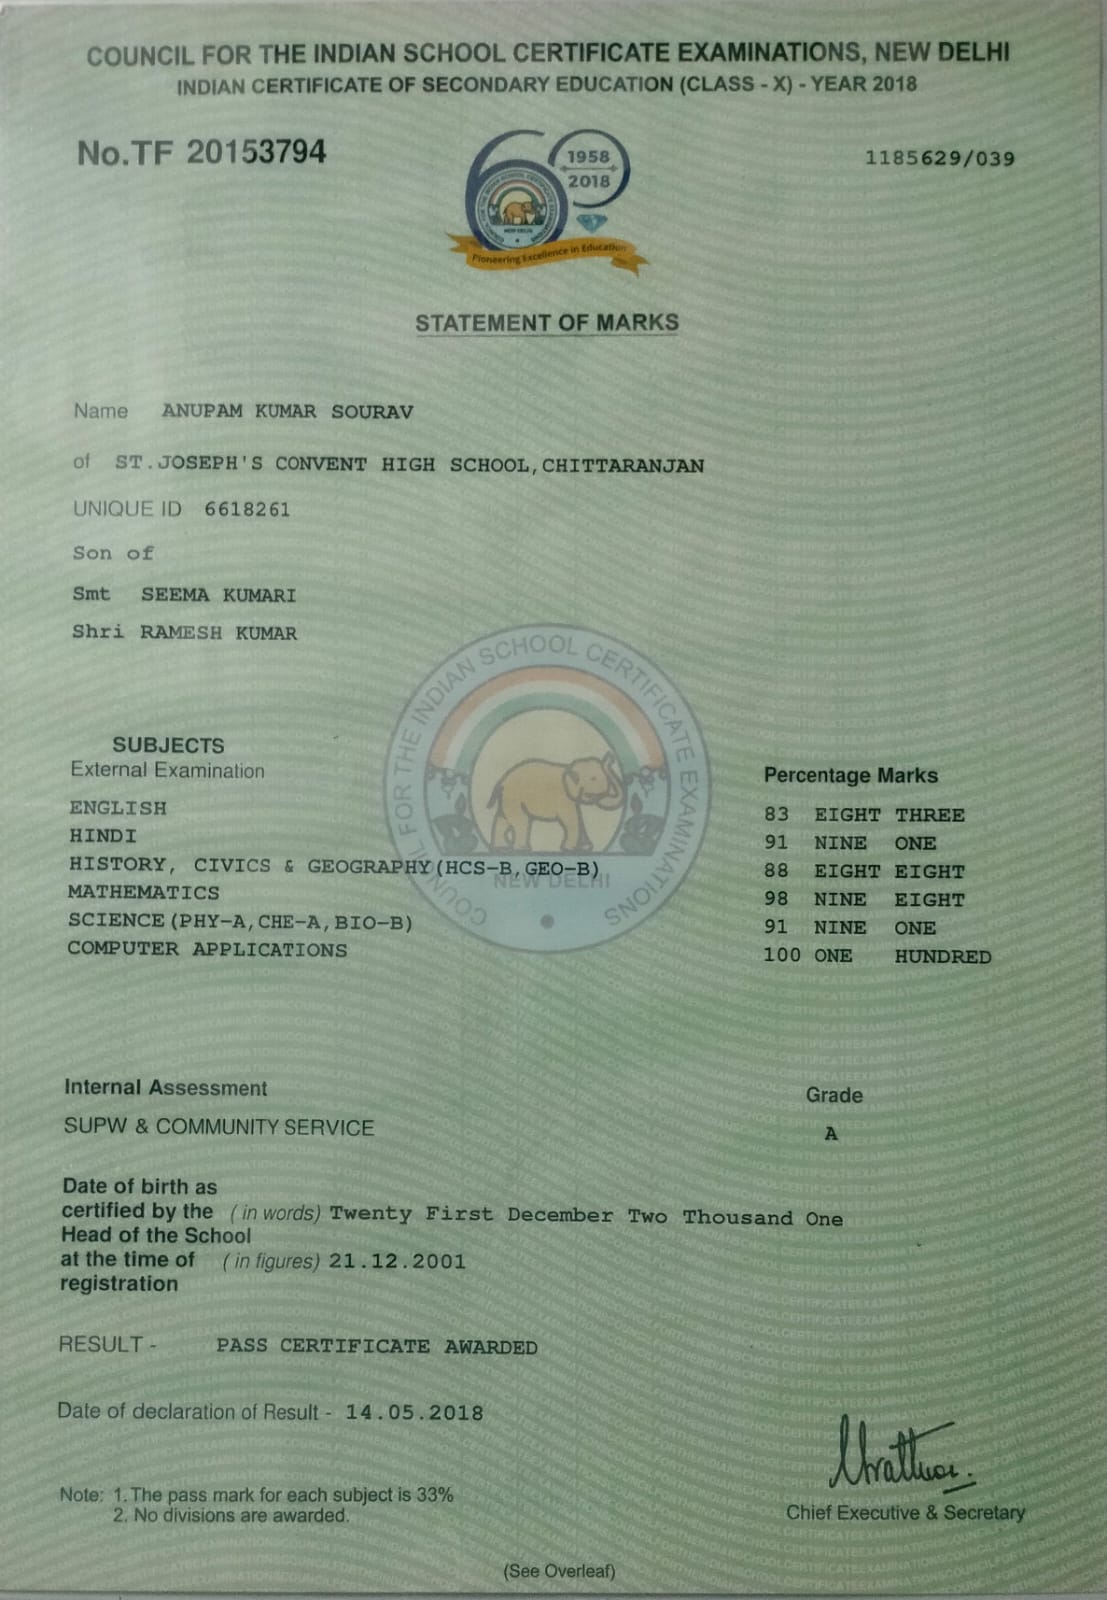 COUNCIL FOR THE INDIAN SCHOOL CERTIFICATE EXAMINATIONS, NEW DELHI
INDIAN CERTIFICATE OF SECONDARY EDUCATION (CLASS - X) - YEAR 2018
No.TF 20153794
1185629/039
60
1958
2018
Pioneering Excellence in Education
STATEMENT OF MARKS
Name ANUPAM KUMAR SOURAV
of ST.JOSEPH'S CONVENT HIGH SCHOOL,CHITTARANJAN
UNIQUE ID 6618261
Son of
Smt SEEMA KUMARI
Shri RAMESH KUMAR
COUNCIL FOR THE INDIAN SCHOOL CERTIFICATE EXAMINATIONS
NEW DELHI
SUBJECTS
External Examination Percentage Marks
ENGLISH 83 EIGHT THREE
HINDI 91 NINE ONE
HISTORY, CIVICS & GEOGRAPHY(HCS-B,GEO-B) 88 EIGHT EIGHT
MATHEMATICS 98 NINE EIGHT
SCIENCE(PHY-A,CHE-A,BIO-B) 91 NINE ONE
COMPUTER APPLICATIONS 100 ONE HUNDRED
Internal Assessment Grade
SUPW & COMMUNITY SERVICE A
Date of birth as
certified by the (in words) Twenty First December Two Thousand One
Head of the School
at the time of (in figures) 21.12.2001
registration
RESULT - PASS CERTIFICATE AWARDED
Date of declaration of Result - 14.05.2018
Note: 1. The pass mark for each subject is 33%
2. No divisions are awarded.
Chief Executive & Secretary
(See Overleaf)